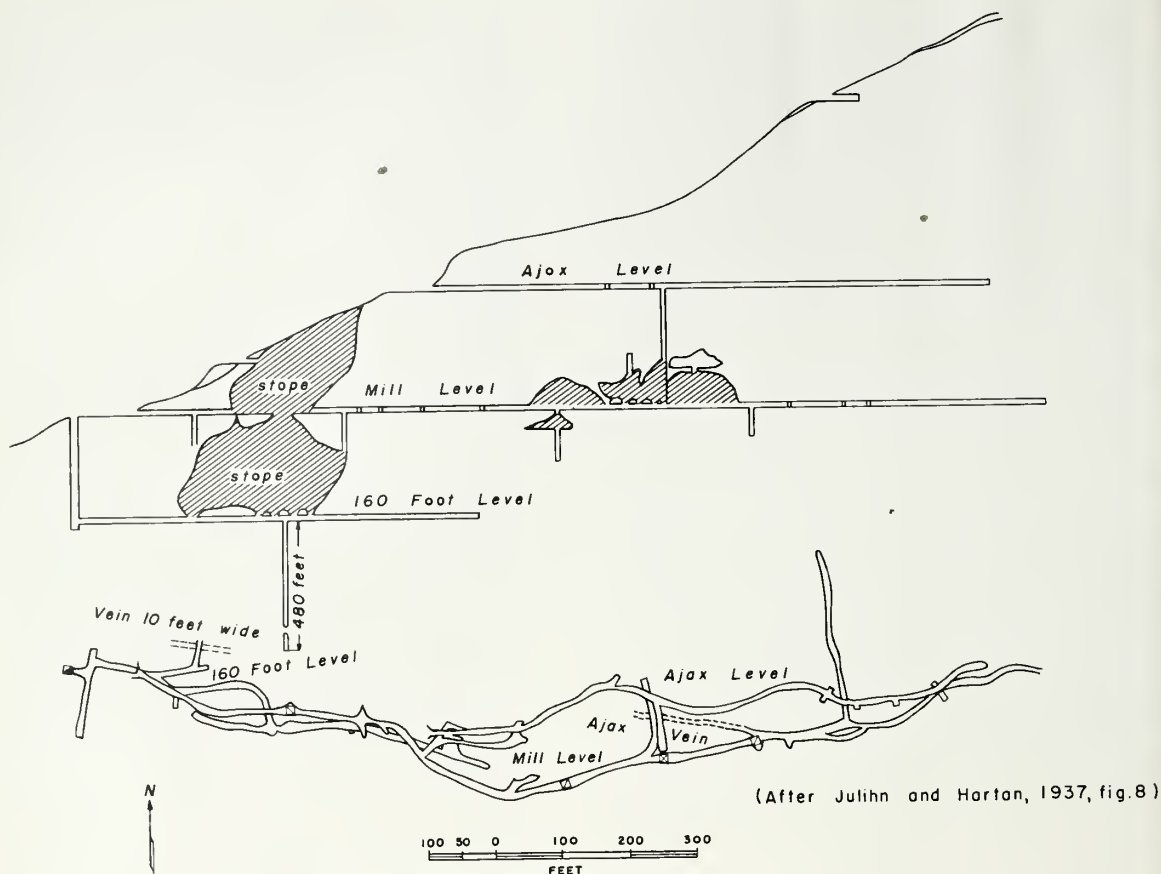 Ajox Level
stope
Mill Level
stope
160 Foot Level
480 feet
Vein 10 feet wide
160 Foot Level
Ajax Level
Ajax Vein
Mill Level
(After Julihn and Hortan, 1937, fig.8)
N
100 50 0 100 200 300
FEET